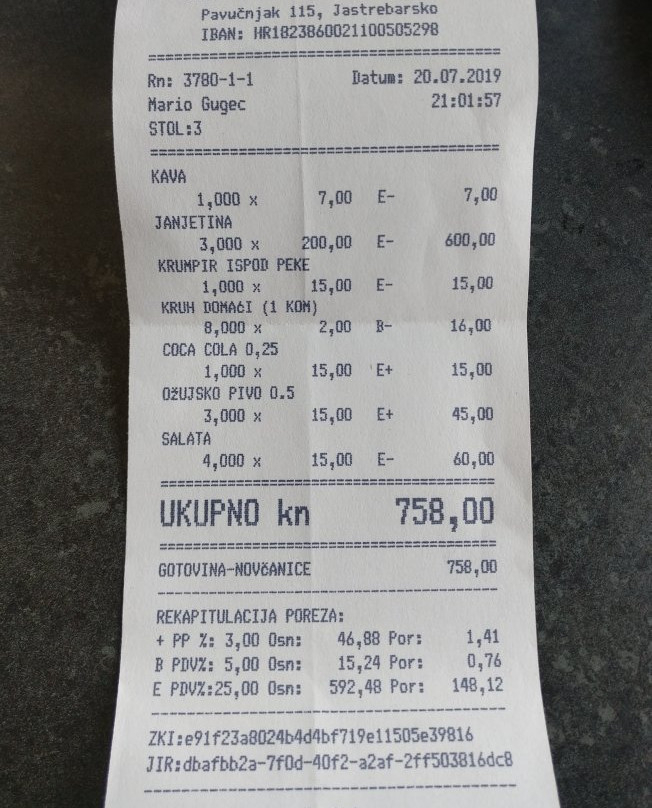 Pavučnjak 115, Jastrebarsko
IBAN: HR1823860021100505298
Rn: 3780-1-1 Datum: 20.07.2019
Mario Gugec 21:01:57
STOL:3
KAVA
1,000 x 7,00 E- 7,00
JANJETINA
3,000 x 200,00 E- 600,00
KRUMPIR ISPOD PEKE
1,000 x 15,00 E- 15,00
KRUH DOMAćI (1 KOM)
8,000 x 2,00 B- 16,00
COCA COLA 0,25
1,000 x 15,00 E+ 15,00
OžUJSKO PIVO 0.5
3,000 x 15,00 E+ 45,00
SALATA
4,000 x 15,00 E- 60,00
UKUPNO kn 758,00
GOTOVINA-NOVčANICE 758,00
REKAPITULACIJA POREZA:
+ PP %: 3,00 Osn: 46,88 Por: 1,41
B PDV%: 5,00 Osn: 15,24 Por: 0,76
E PDV%:25,00 Osn: 592,48 Por: 148,12
ZKI:e91f23a8024b4d4bf719e11505e39816
JIR:dbafbb2a-7f0d-40f2-a2af-2ff503816dc8